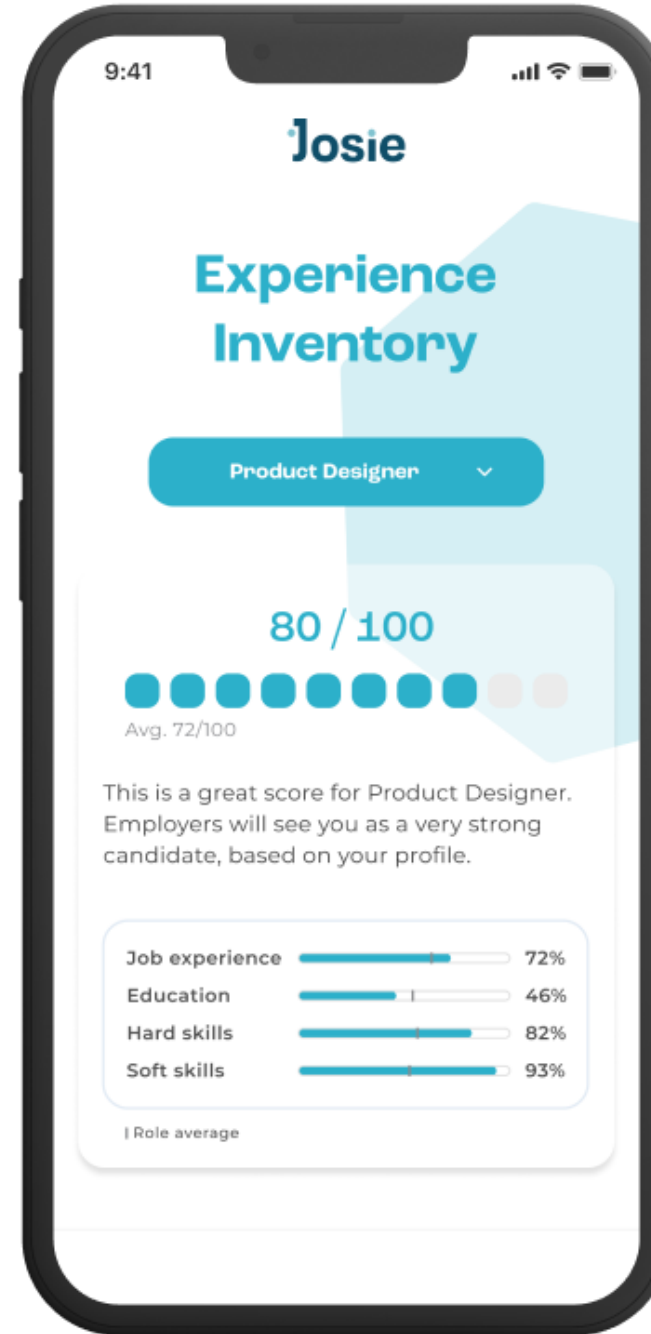 9:41
Josie
Experience
Inventory
Product Designer
80 / 100
Avg. 72/100
This is a great score for Product Designer.
Employers will see you as a very strong
candidate, based on your profile.
Job experience 72%
Education 46%
Hard skills 82%
Soft skills 93%
| Role average